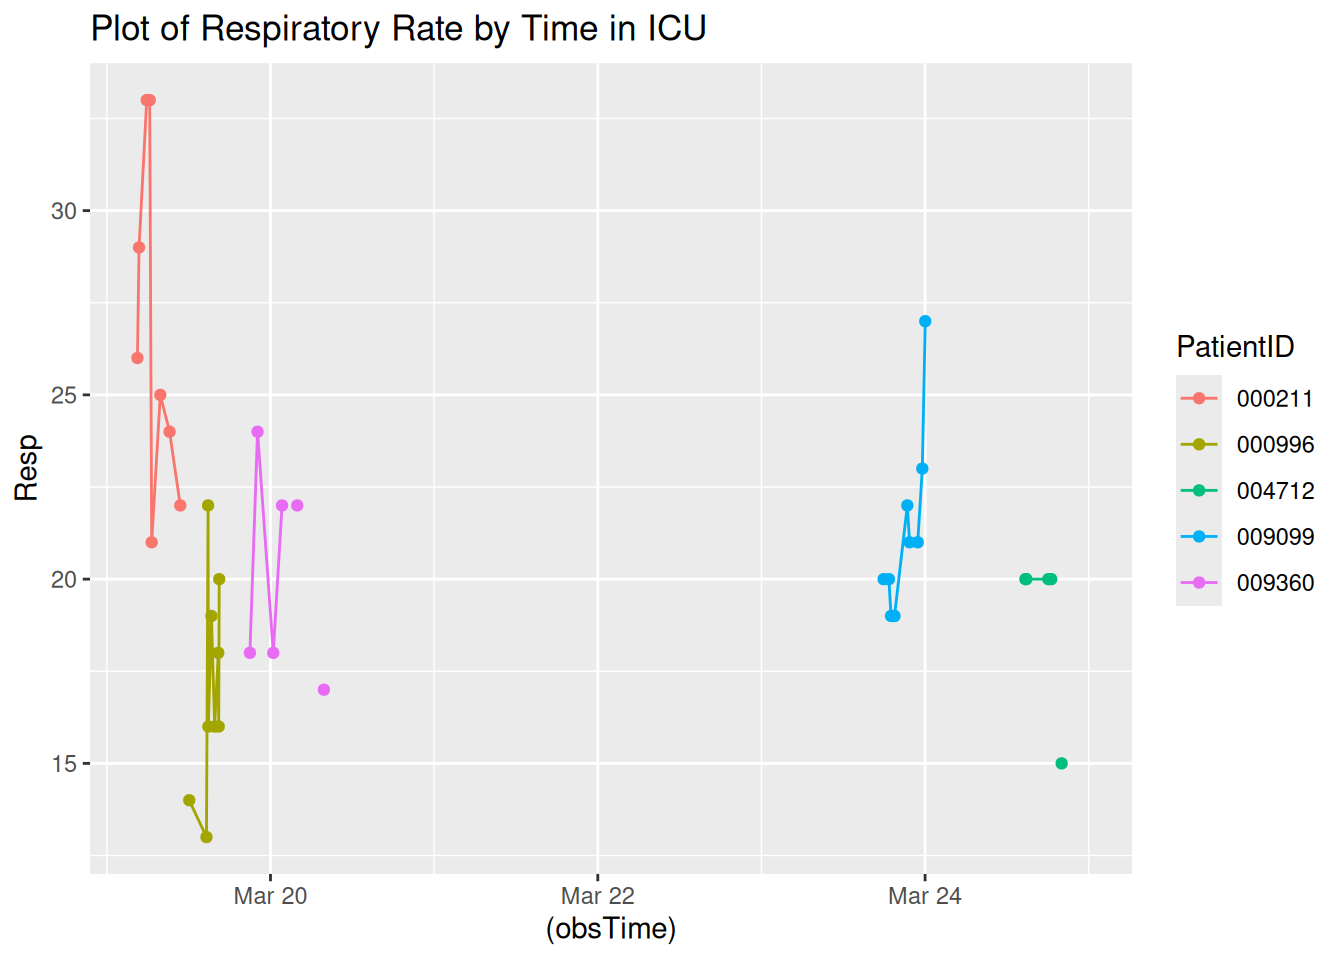 Plot of Respiratory Rate by Time in ICU
30
25
20
15
Resp
Mar 20
Mar 22
Mar 24
(obsTime)
PatientID
000211
000996
004712
009099
009360